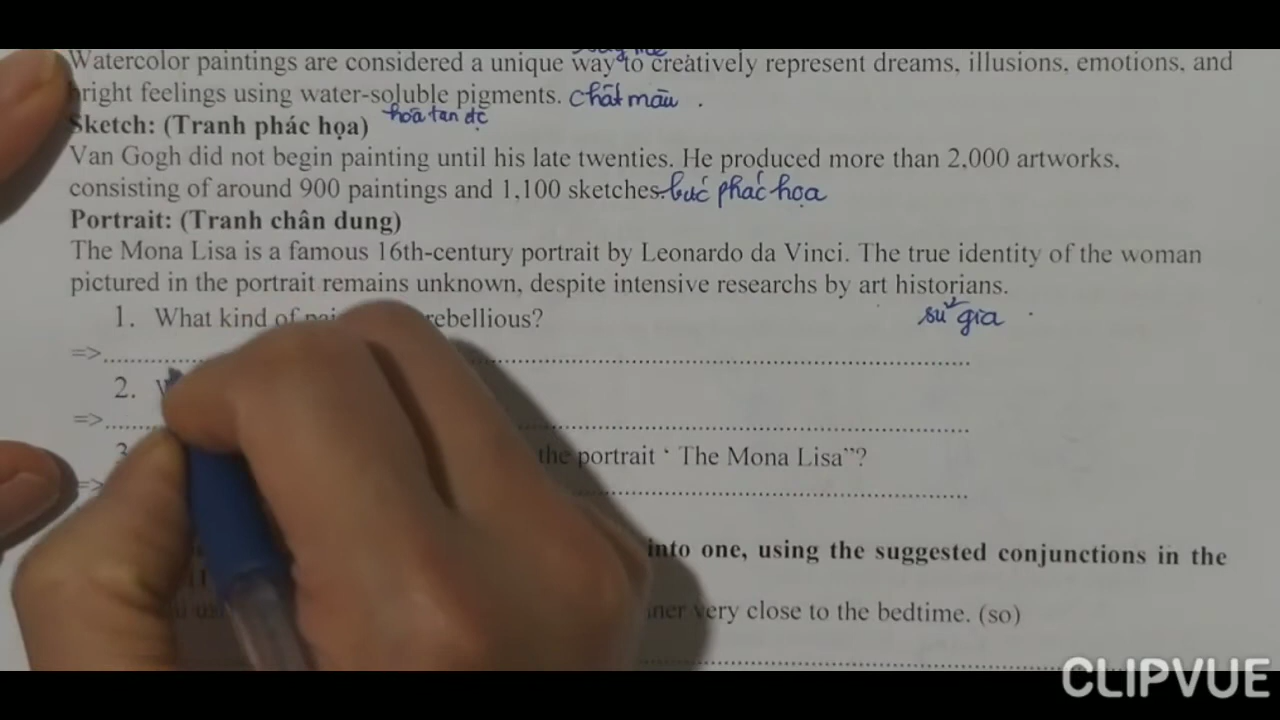 Watercolor paintings are considered a unique way to creatively represent dreams, illusions, emotions, and
bright feelings using water-soluble pigments. chất màu .
hòa tan đc
Sketch: (Tranh phác họa)
Van Gogh did not begin painting until his late twenties. He produced more than 2,000 artworks,
consisting of around 900 paintings and 1,100 sketches. bức phác họa
Portrait: (Tranh chân dung)
The Mona Lisa is a famous 16th-century portrait by Leonardo da Vinci. The true identity of the woman
pictured in the portrait remains unknown, despite intensive researchs by art historians.
sử gia .
1. What kind of rebellious?
=>
2.
=>
3 the portrait ‘ The Mona Lisa”?
=>
into one, using the suggested conjunctions in the
very close to the bedtime. (so)
CLIPVUE